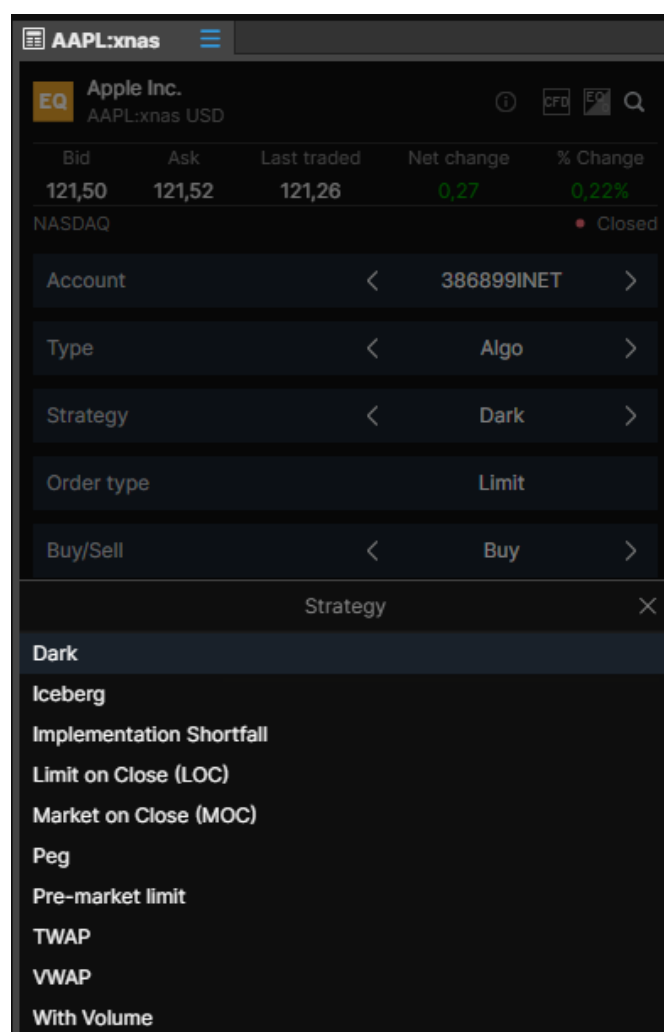 AAPL:xnas
EQ Apple Inc.
AAPL:xnas USD
CFD EQ
Bid Ask Last traded Net change % Change
121,50 121,52 121,26 0,27 0,22%
NASDAQ Closed
Account 386899INET
Type Algo
Strategy Dark
Order type Limit
Buy/Sell Buy
Strategy
Dark
Iceberg
Implementation Shortfall
Limit on Close (LOC)
Market on Close (MOC)
Peg
Pre-market limit
TWAP
VWAP
With Volume